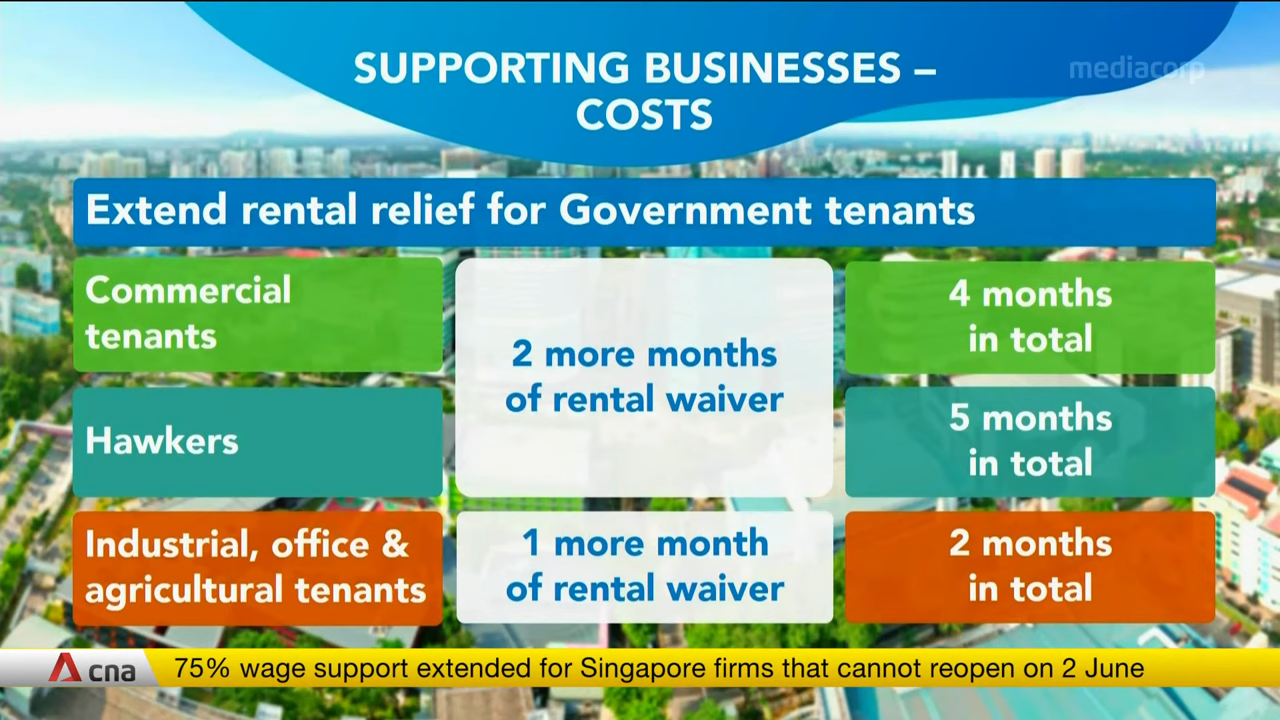 SUPPORTING BUSINESSES –
COSTS
mediacorp
Extend rental relief for Government tenants
Commercial
tenants
2 more months
of rental waiver
4 months
in total
Hawkers
5 months
in total
Industrial, office &
agricultural tenants
1 more month
of rental waiver
2 months
in total
cna
75% wage support extended for Singapore firms that cannot reopen on 2 June